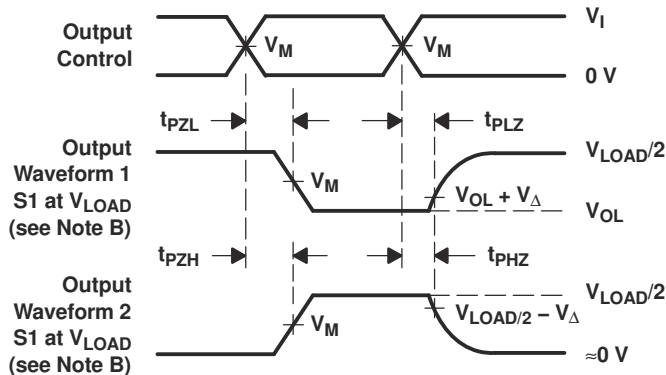 Output
Control
V_M
V_M
V_I
0 V
t_PZL
t_PLZ
Output
Waveform 1
S1 at V_LOAD
(see Note B)
V_M
V_OL + V_Δ
V_LOAD/2
V_OL
t_PZH
t_PHZ
Output
Waveform 2
S1 at V_LOAD
(see Note B)
V_M
V_LOAD/2 − V_Δ
V_LOAD/2
≈0 V